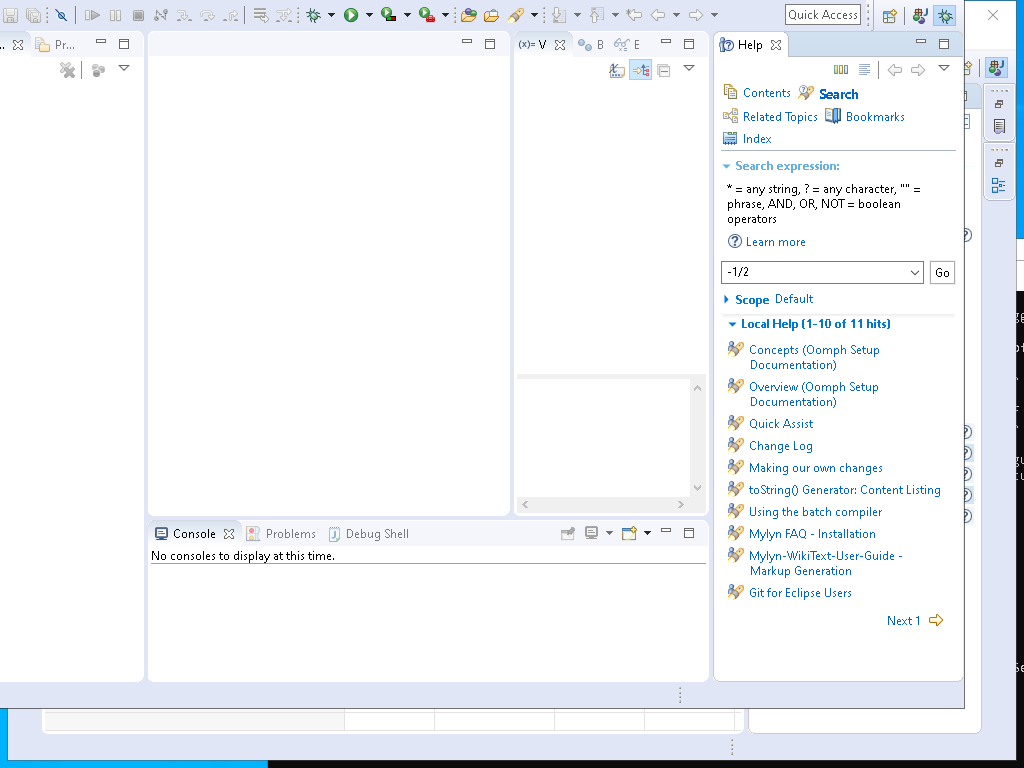 Quick Access
Pr...
(x)= V
B
E
Help
Contents
Search
Related Topics
Bookmarks
Index
Search expression:
* = any string, ? = any character, "" =
phrase, AND, OR, NOT = boolean
operators
Learn more
-1/2
Go
Scope Default
Local Help (1-10 of 11 hits)
Concepts (Oomph Setup
Documentation)
Overview (Oomph Setup
Documentation)
Quick Assist
Change Log
Making our own changes
toString() Generator: Content Listing
Using the batch compiler
Mylyn FAQ - Installation
Mylyn-WikiText-User-Guide -
Markup Generation
Git for Eclipse Users
Next 1
Console
Problems
Debug Shell
No consoles to display at this time.